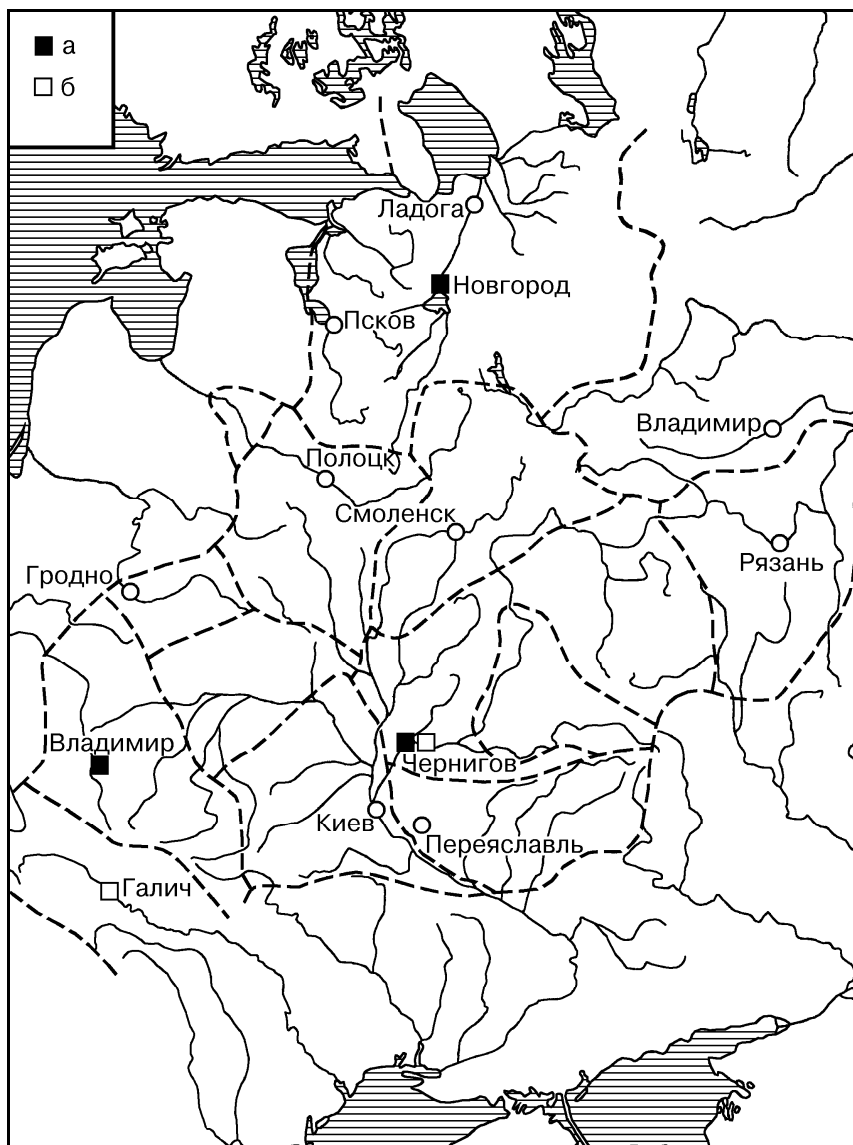 а
б
Ладога
Новгород
Псков
Владимир
Полоцк
Смоленск
Рязань
Гродно
Владимир
Чернигов
Киев
Переяславль
Галич